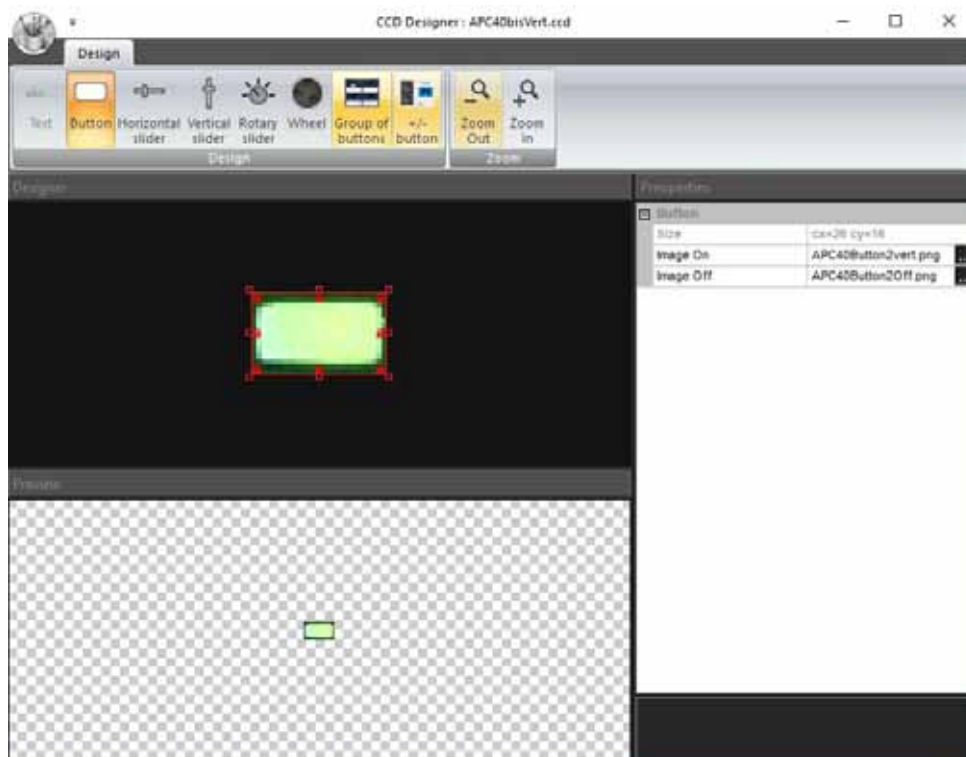 CCD Designer : APC40bisVert.ccd
Design
Text
Button
Horizontal slider
Vertical slider
Rotary slider
Wheel
Group of buttons
+/- button
Zoom Out
Zoom In
Design
Zoom
Designer
Properties
Button
Size cx=26 cy=16
Image On APC40Button2vert.png ...
Image Off APC40Button2Off.png ...
Preview